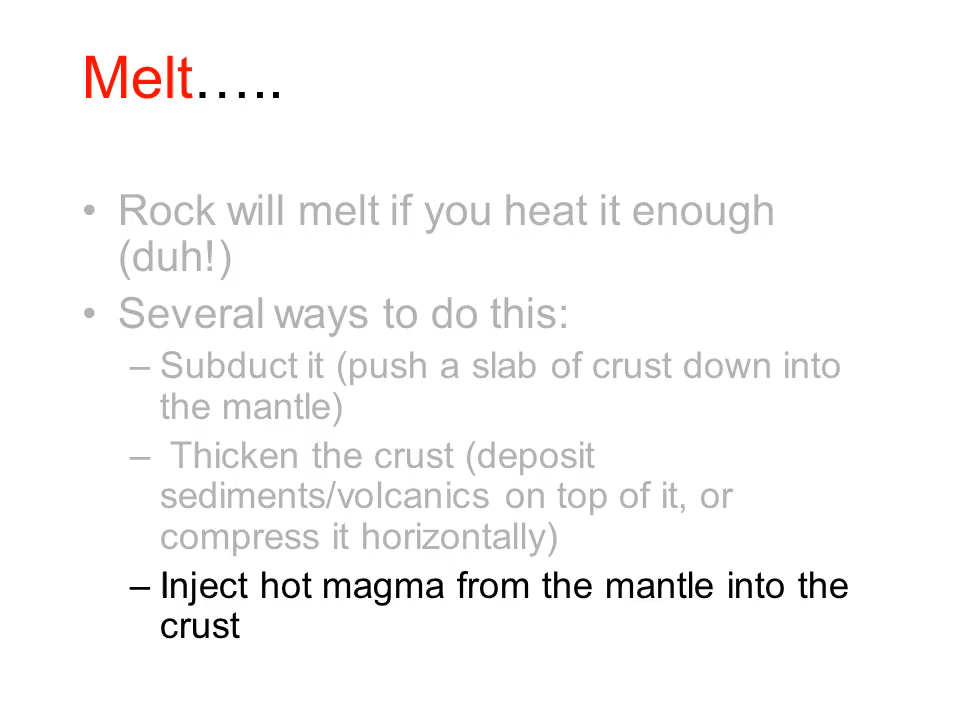 Melt…..
• Rock will melt if you heat it enough
(duh!)
• Several ways to do this:
– Subduct it (push a slab of crust down into
the mantle)
– Thicken the crust (deposit
sediments/volcanics on top of it, or
compress it horizontally)
– Inject hot magma from the mantle into the
crust